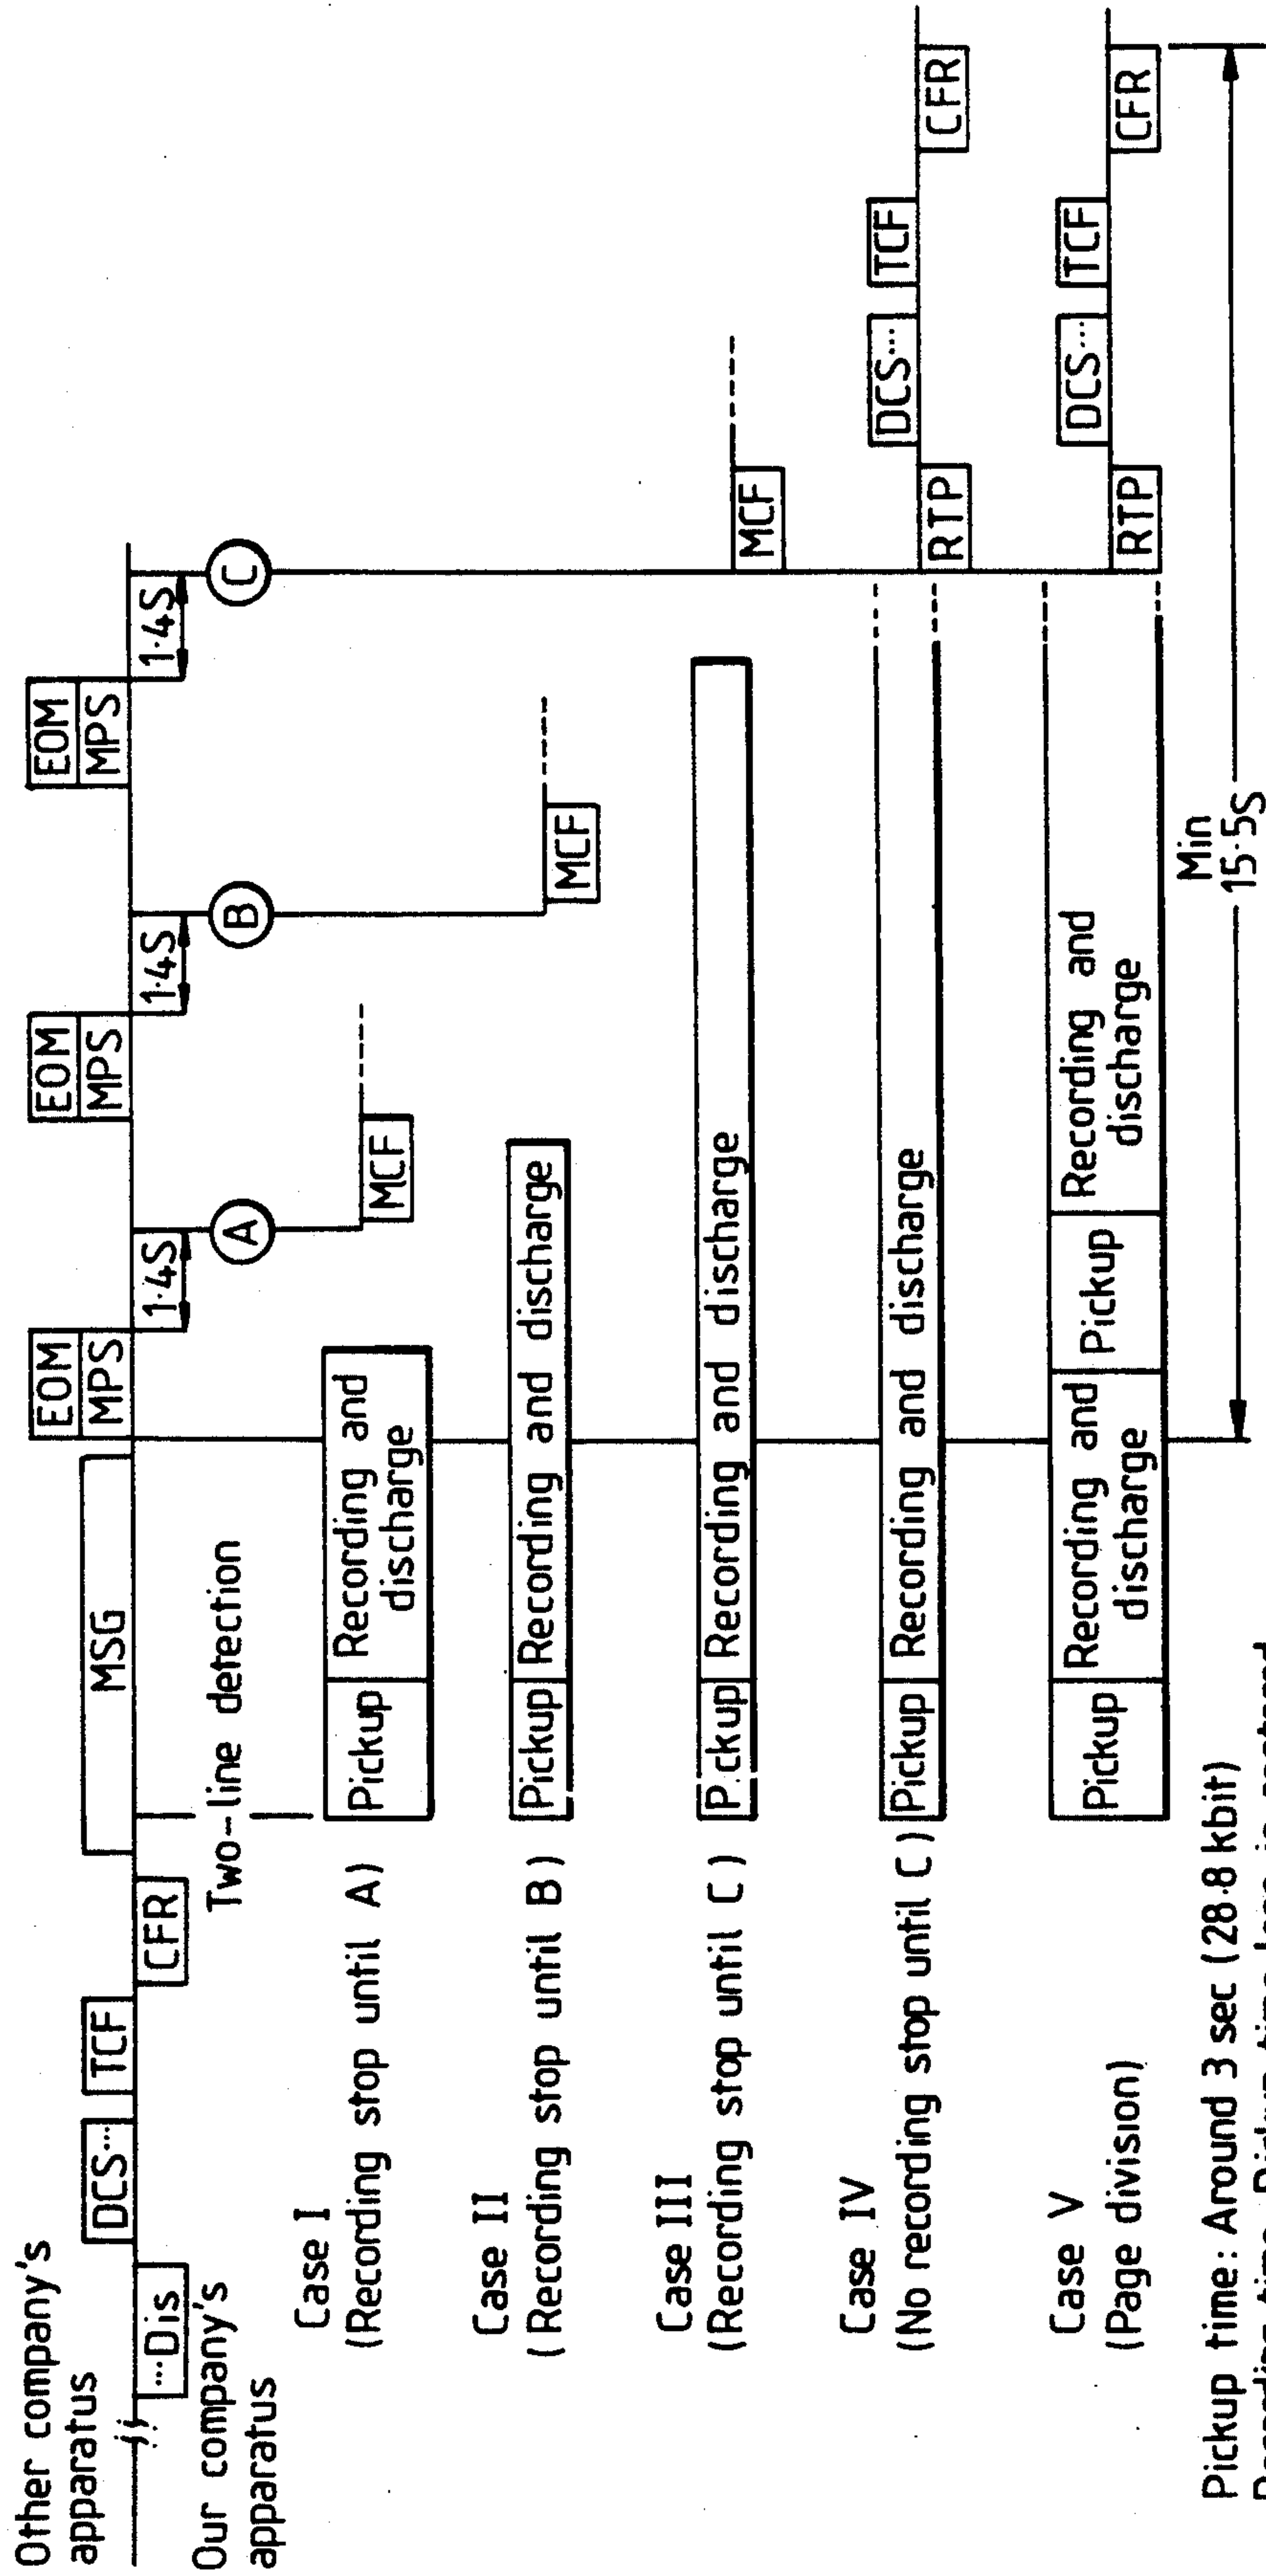 Other company's
apparatus
Our company's
apparatus
...Dis
DCS...
TCF
CFR
MSG
Two-line detection
EOM
MPS
1.4S
A
EOM
MPS
1.4S
B
EOM
MPS
1.4S
C
Case I
(Recording stop until A)
Pickup
Recording and
discharge
MCF
Case II
(Recording stop until B)
Pickup
Recording and discharge
MCF
Case III
(Recording stop until C)
P.ckup
Recording and discharge
MCF
Case IV
(No recording stop until C)
Pickup
Recording and discharge
RTP
DCS...
TCF
CFR
Case V
(Page division)
Pickup
Recording and
discharge
Pickup
Recording and
discharge
RTP
DCS...
TCF
CFR
Min
15.5S
Pickup time: Around 3 sec (28.8 kbit)